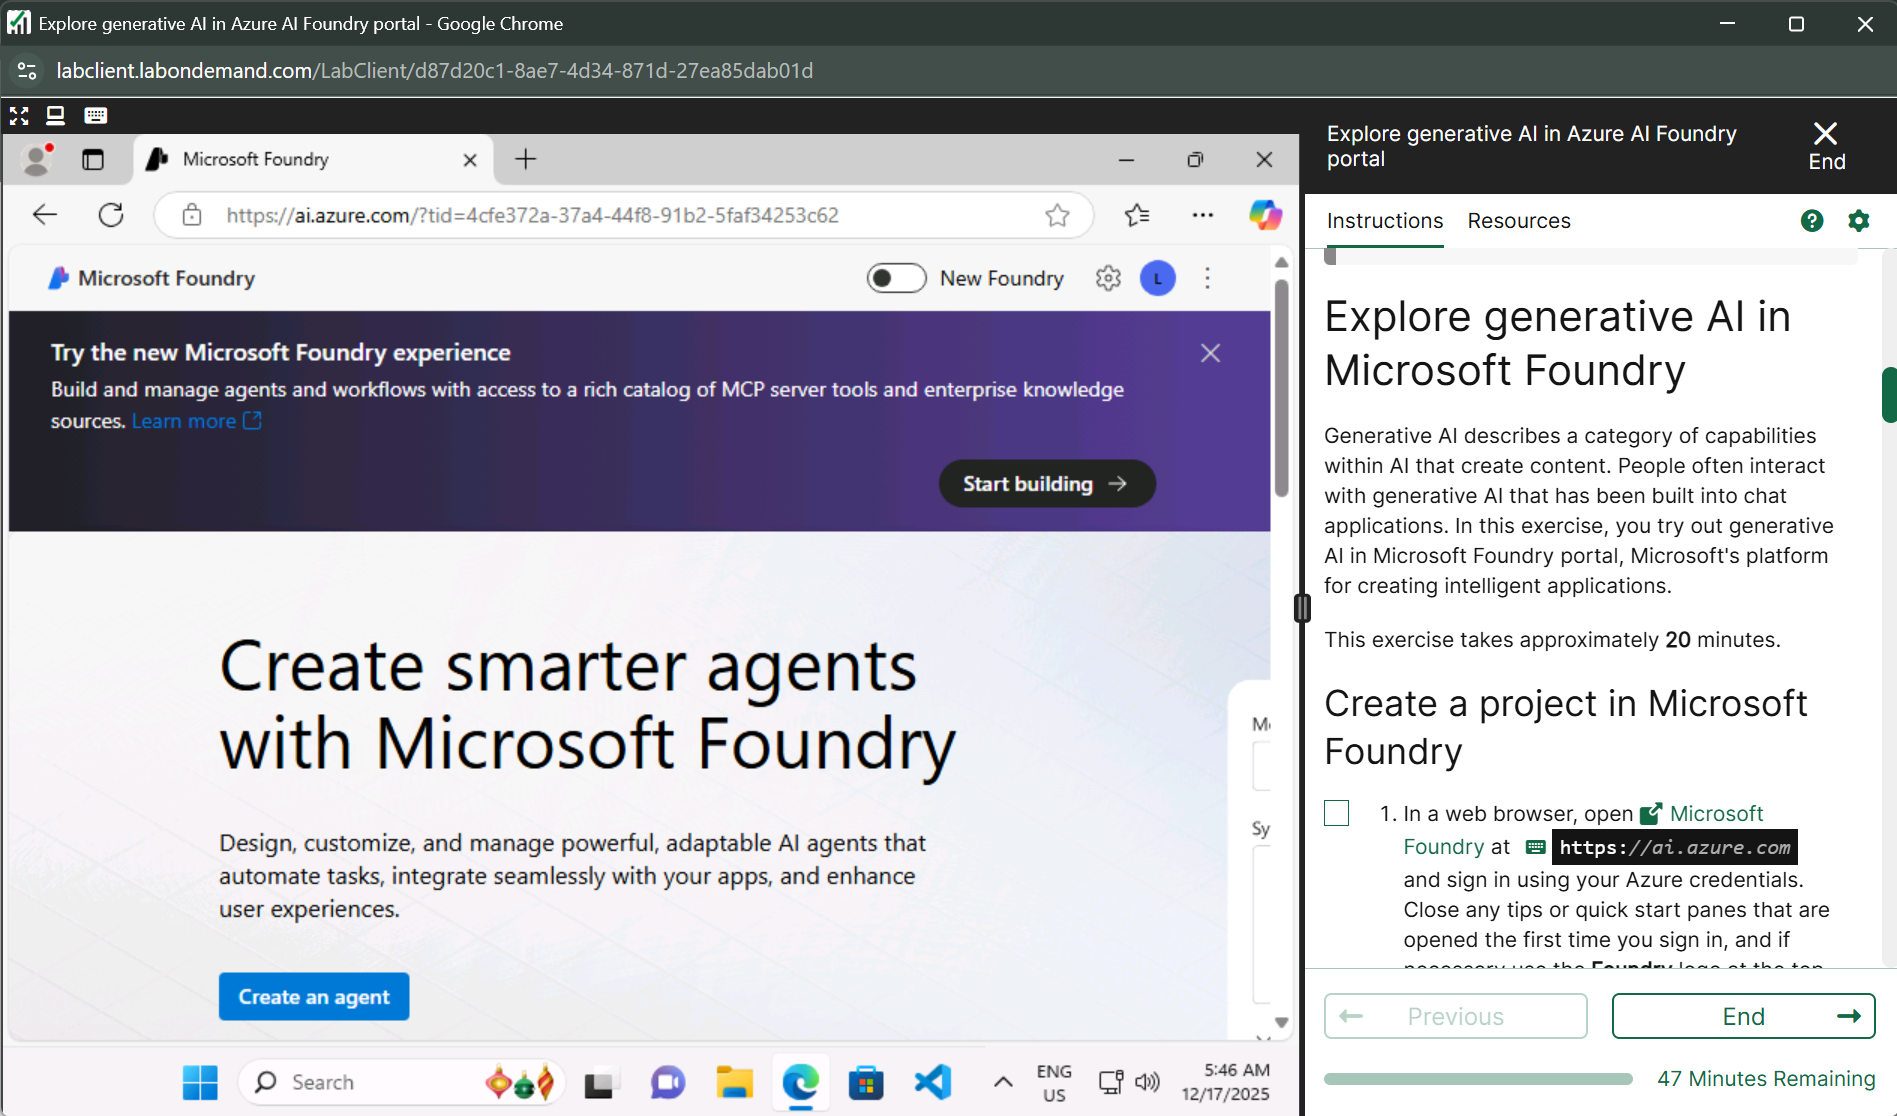 Explore generative AI in Azure AI Foundry portal - Google Chrome
labclient.labondemand.com/LabClient/d87d20c1-8ae7-4d34-871d-27ea85dab01d
Microsoft Foundry
https://ai.azure.com/?tid=4cfe372a-37a4-44f8-91b2-5faf34253c62
Microsoft Foundry
New Foundry
L
Try the new Microsoft Foundry experience
Build and manage agents and workflows with access to a rich catalog of MCP server tools and enterprise knowledge
sources. Learn more
Start building
Create smarter agents
with Microsoft Foundry
Design, customize, and manage powerful, adaptable AI agents that
automate tasks, integrate seamlessly with your apps, and enhance
user experiences.
Create an agent
Sy
Search
ENG
US
5:46 AM
12/17/2025
Explore generative AI in Azure AI Foundry
portal
End
Instructions Resources
Explore generative AI in
Microsoft Foundry
Generative AI describes a category of capabilities
within AI that create content. People often interact
with generative AI that has been built into chat
applications. In this exercise, you try out generative
AI in Microsoft Foundry portal, Microsoft's platform
for creating intelligent applications.
This exercise takes approximately 20 minutes.
Create a project in Microsoft
Foundry
1. In a web browser, open Microsoft
Foundry at https://ai.azure.com
and sign in using your Azure credentials.
Close any tips or quick start panes that are
opened the first time you sign in, and if
necessary use the Foundry logo at the top
Previous
End
47 Minutes Remaining